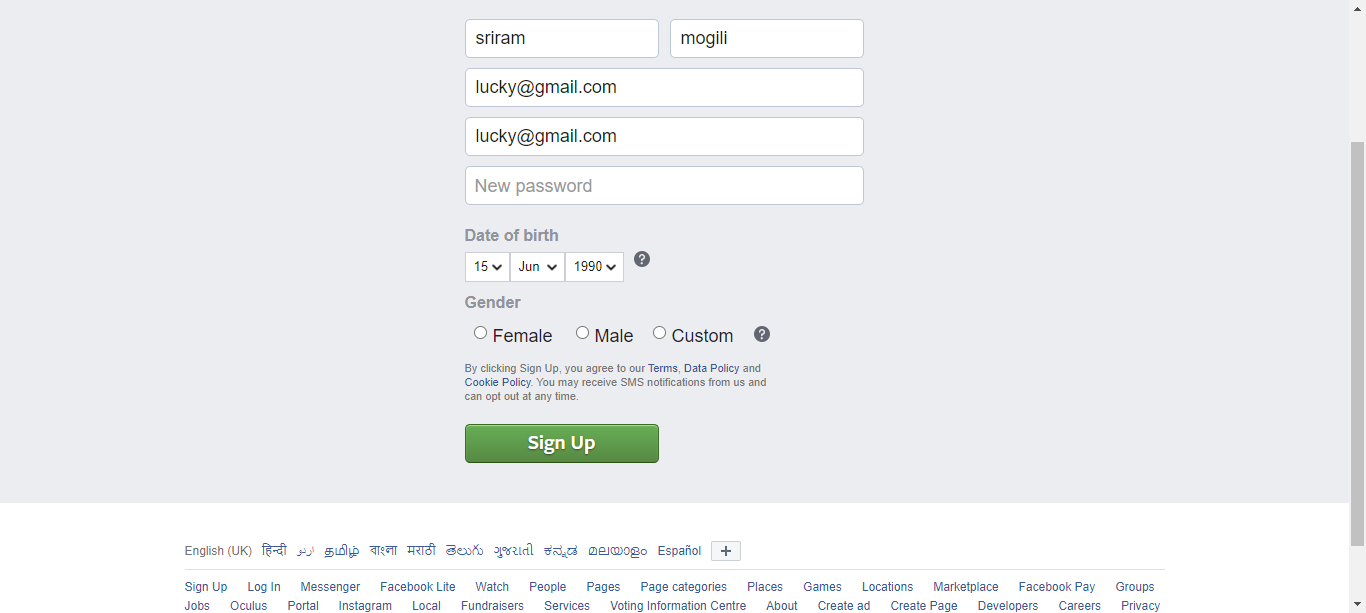 sriram mogili
lucky@gmail.com
lucky@gmail.com
New password
Date of birth
15 Jun 1990 ?
Gender
Female Male Custom ?
By clicking Sign Up, you agree to our Terms, Data Policy and
Cookie Policy. You may receive SMS notifications from us and
can opt out at any time.
Sign Up
English (UK) हिन्दी اردو தமிழ் বাংলা मराठी తెలుగు ગુજરાતી ಕನ್ನಡ മലയാളം Español +
Sign Up Log In Messenger Facebook Lite Watch People Pages Page categories Places Games Locations Marketplace Facebook Pay Groups
Jobs Oculus Portal Instagram Local Fundraisers Services Voting Information Centre About Create ad Create Page Developers Careers Privacy